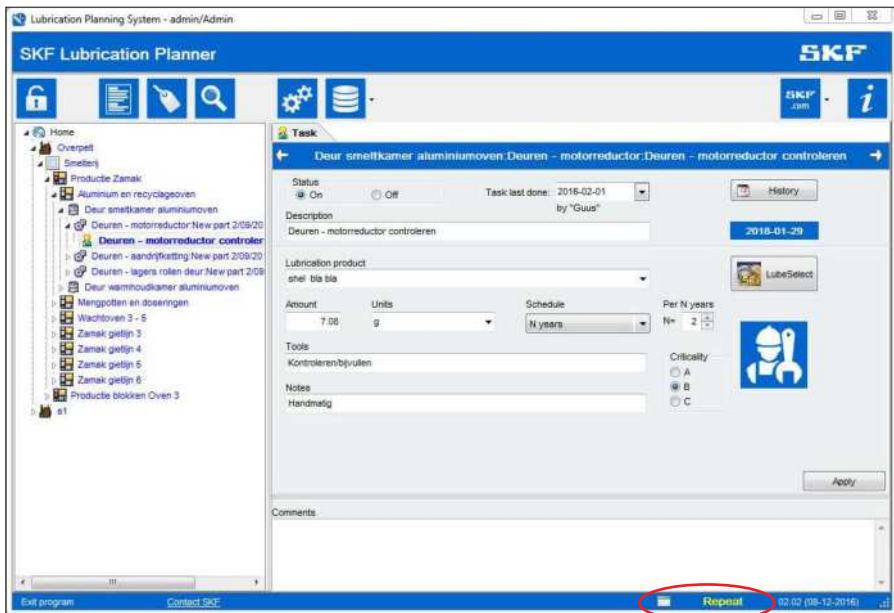 Lubrication Planning System - admin/Admin
SKF Lubrication Planner
SKF
SKF
.com
i
Home
Overpelt
Smelterij
Productie Zamak
Aluminium en recyclageoven
Deur smeltkamer aluminiumoven
Deuren - motorreductor:New part 2/09/20
Deuren - motorreductor controler
Deuren - aandrijfketting:New part 2/09/20
Deuren - lagers rollen deur:New part 2/09
Deur warmhoudkamer aluminiumoven
Mengpotten en doseringen
Wachtoven 3 - 5
Zamak gietlijn 3
Zamak gietlijn 4
Zamak gietlijn 5
Zamak gietlijn 6
Productie blokken Oven 3
s1
Task
Deur smeltkamer aluminiumoven:Deuren - motorreductor:Deuren - motorreductor controleren
Status
On
Off
Task last done: 2016-02-01
by "Guus"
History
Description
Deuren - motorreductor controleren
2018-01-29
Lubrication product
shel bla bla
LubeSelect
Amount
Units
Schedule
Per N years
7.08
g
N years
N= 2
Tools
Kontroleren/bijvullen
Criticality
A
B
C
Notes
Handmatig
Apply
Comments
Exit program
Contact SKF
Repeat
02.02 (08-12-2016)